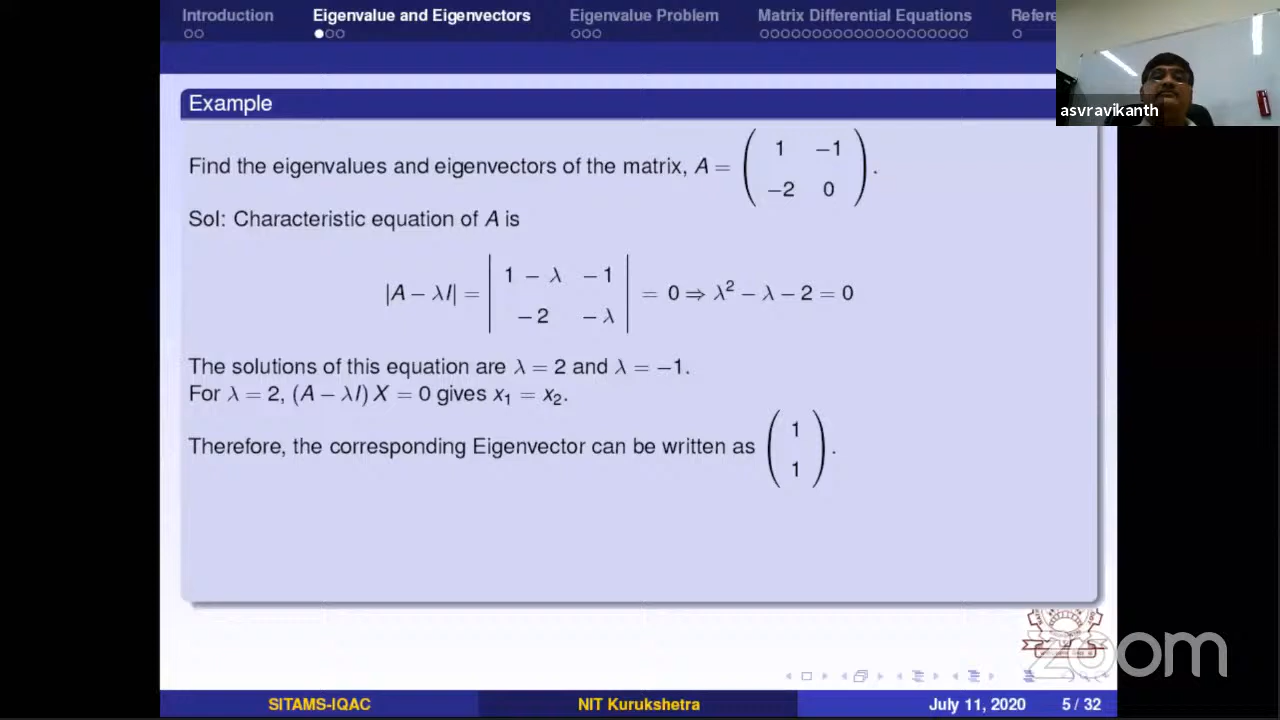 Introduction Eigenvalue and Eigenvectors Eigenvalue Problem Matrix Differential Equations Refere
asvravikanth
Example
Find the eigenvalues and eigenvectors of the matrix, A = ( 1 −1
−2 0 ).
Sol: Characteristic equation of A is
|A − λI| = | 1 − λ −1
−2 −λ | = 0 ⇒ λ² − λ − 2 = 0
The solutions of this equation are λ = 2 and λ = −1.
For λ = 2, (A − λI) X = 0 gives x₁ = x₂.
Therefore, the corresponding Eigenvector can be written as ( 1
1 ).
zoom
SITAMS-IQAC NIT Kurukshetra July 11, 2020 5 / 32